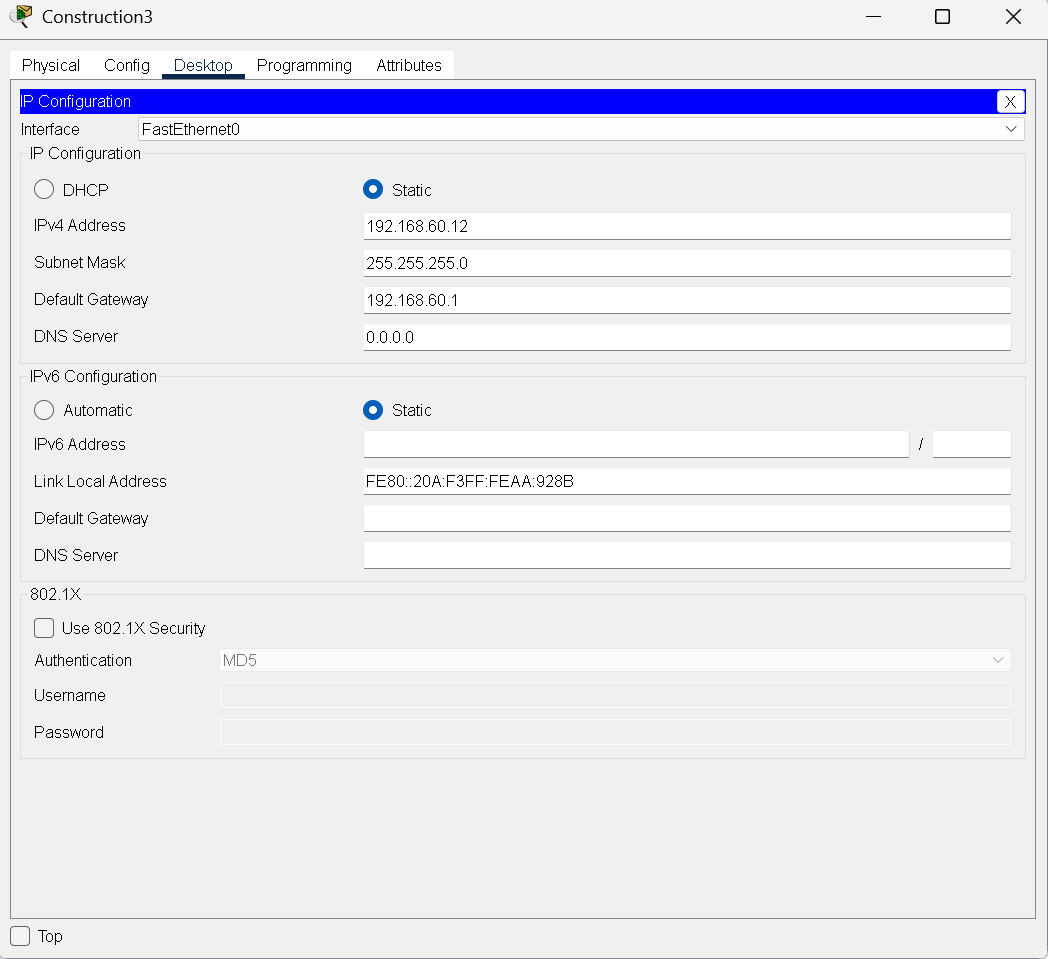 Construction3
Physical Config Desktop Programming Attributes
IP Configuration X
Interface FastEthernet0
IP Configuration
DHCP Static
IPv4 Address 192.168.60.12
Subnet Mask 255.255.255.0
Default Gateway 192.168.60.1
DNS Server 0.0.0.0
IPv6 Configuration
Automatic Static
IPv6 Address /
Link Local Address FE80::20A:F3FF:FEAA:928B
Default Gateway
DNS Server
802.1X
Use 802.1X Security
Authentication MD5
Username
Password
Top